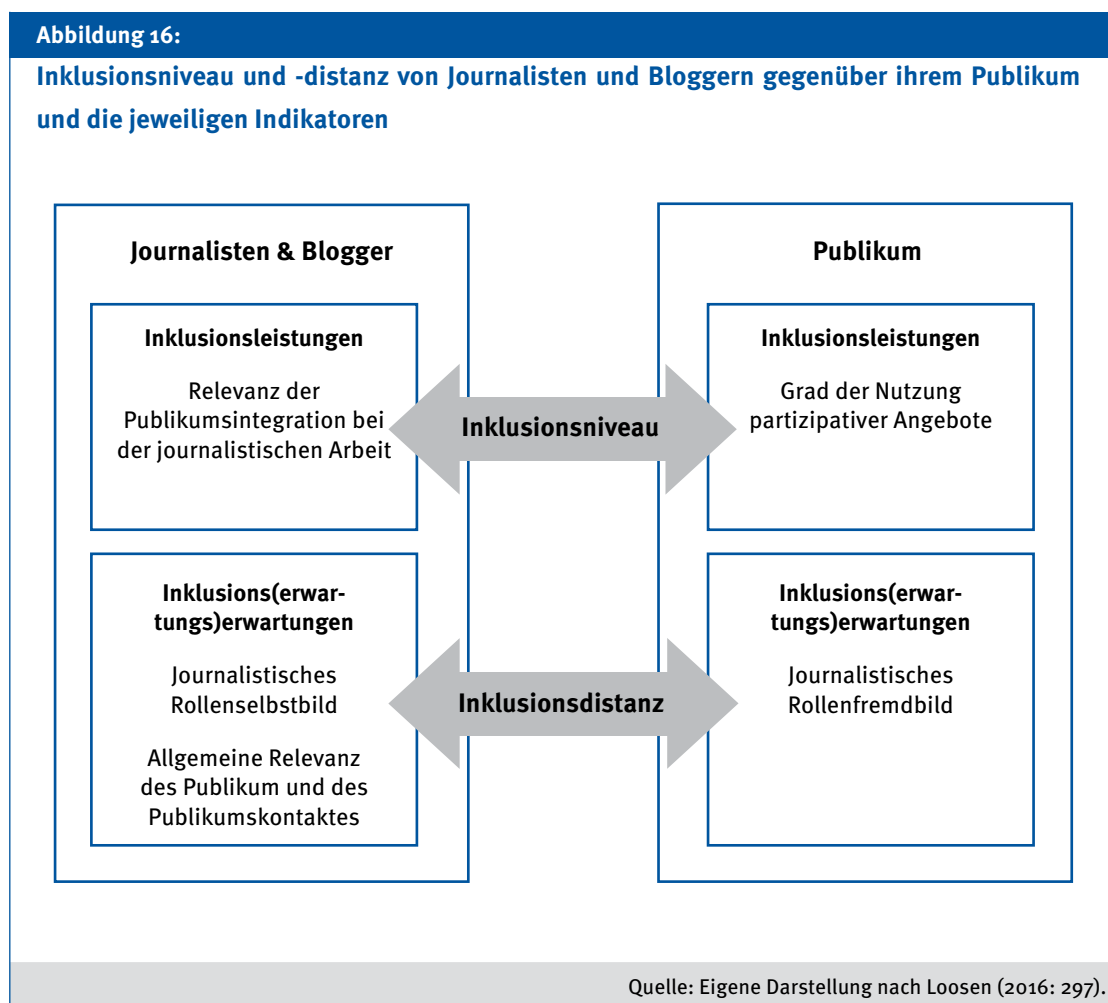 Abbildung 16:
Inklusionsniveau und -distanz von Journalisten und Bloggern gegenüber ihrem Publikum
und die jeweiligen Indikatoren
Journalisten & Blogger
Inklusionsleistungen
Relevanz der
Publikumsintegration bei
der journalistischen Arbeit
Inklusions(erwar-
tungs)erwartungen
Journalistisches
Rollenselbstbild
Allgemeine Relevanz
des Publikum und des
Publikumskontaktes
Inklusionsniveau
Inklusionsdistanz
Publikum
Inklusionsleistungen
Grad der Nutzung
partizipativer Angebote
Inklusions(erwar-
tungs)erwartungen
Journalistisches
Rollenfremdbild
Quelle: Eigene Darstellung nach Loosen (2016: 297).